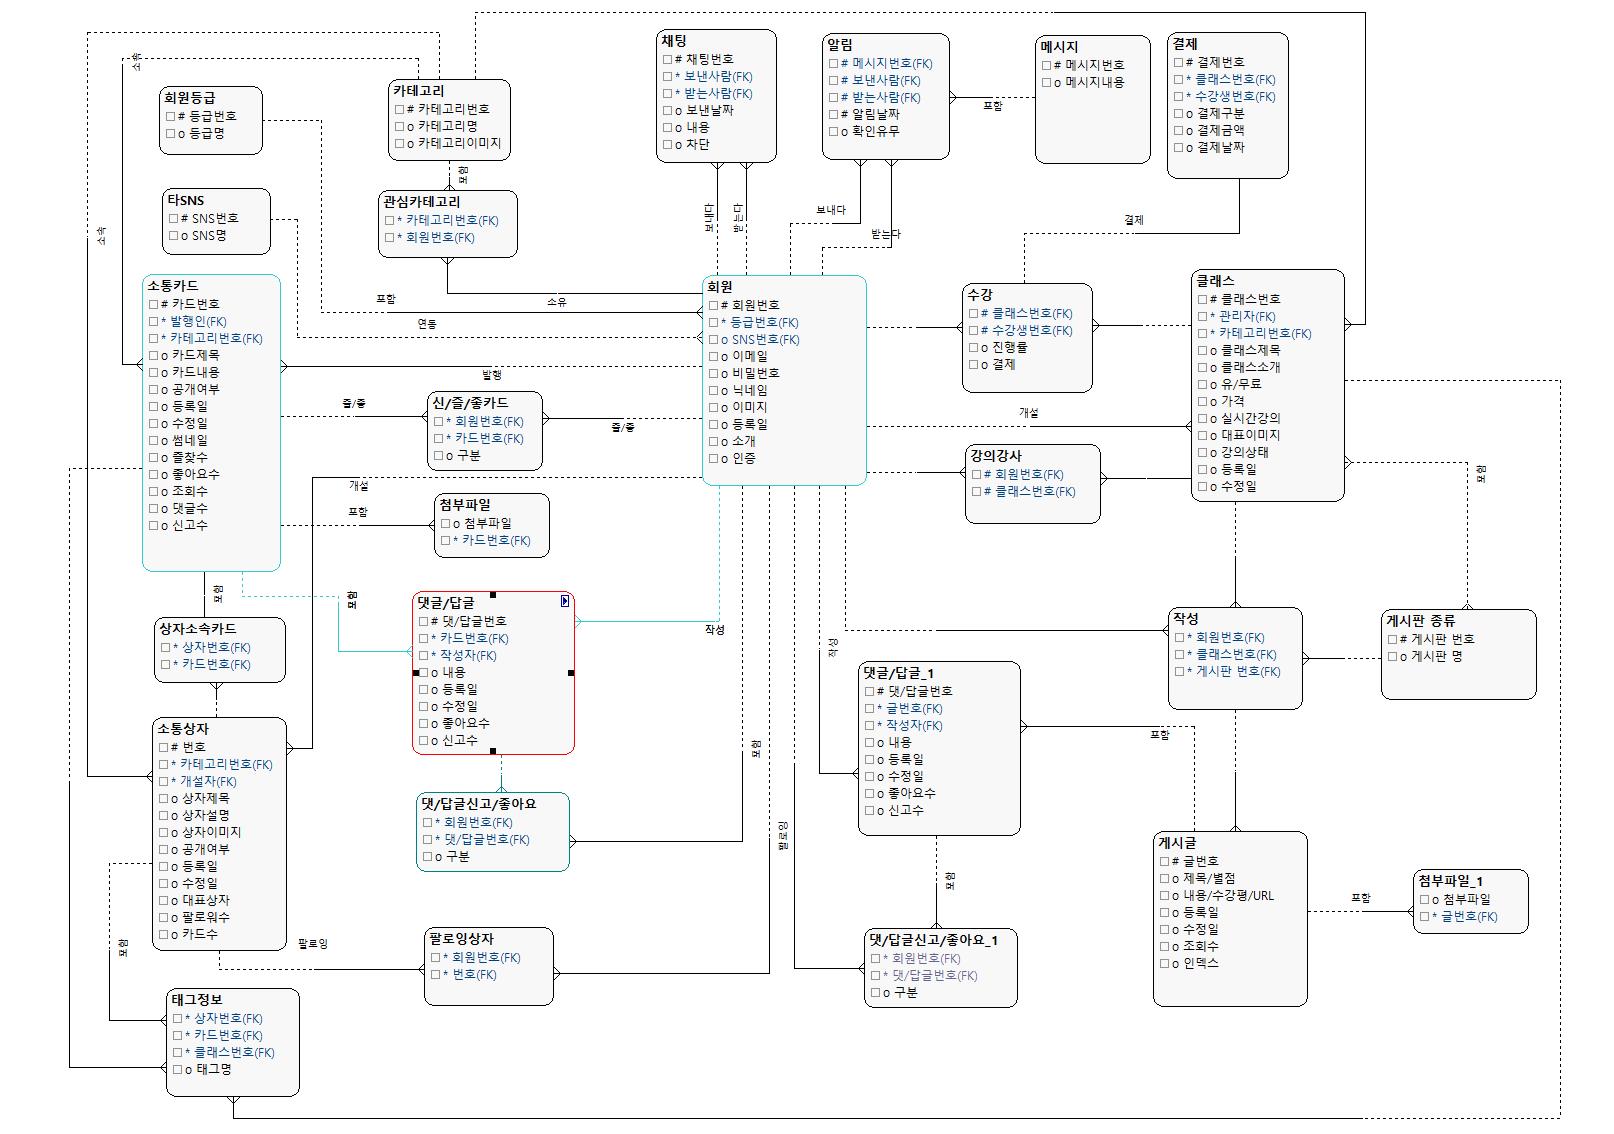 회원등급
# 등급번호
o 등급명
타SNS
# SNS번호
o SNS명
카테고리
# 카테고리번호
o 카테고리명
o 카테고리이미지
포함
관심카테고리
* 카테고리번호(FK)
* 회원번호(FK)
채팅
# 채팅번호
* 보낸사람(FK)
* 받는사람(FK)
o 보낸날짜
o 내용
o 차단
알림
# 메시지번호(FK)
# 보낸사람(FK)
# 받는사람(FK)
# 알림날짜
o 확인유무
포함
메시지
# 메시지번호
o 메시지내용
결제
# 결제번호
* 클래스번호(FK)
* 수강생번호(FK)
o 결제구분
o 결제금액
o 결제날짜
소속
소속
보내다
받는다
보내다
받는다
결제
소통카드
# 카드번호
* 발행인(FK)
* 카테고리번호(FK)
o 카드제목
o 카드내용
o 공개여부
o 등록일
o 수정일
o 썸네일
o 즐찾수
o 좋아요수
o 조회수
o 댓글수
o 신고수
포함
소유
연동
발행
즐/좋
신/즐/좋카드
* 회원번호(FK)
* 카드번호(FK)
o 구분
즐/좋
개설
포함
첨부파일
o 첨부파일
* 카드번호(FK)
회원
# 회원번호
* 등급번호(FK)
o SNS번호(FK)
o 이메일
o 비밀번호
o 닉네임
o 이미지
o 등록일
o 소개
o 인증
수강
# 클래스번호(FK)
# 수강생번호(FK)
o 진행률
o 결제
개설
강의강사
# 회원번호(FK)
# 클래스번호(FK)
클래스
# 클래스번호
* 관리자(FK)
* 카테고리번호(FK)
o 클래스제목
o 클래스소개
o 유/무료
o 가격
o 실시간강의
o 대표이미지
o 강의상태
o 등록일
o 수정일
포함
포함
포함
상자소속카드
* 상자번호(FK)
* 카드번호(FK)
댓글/답글
# 댓/답글번호
* 카드번호(FK)
* 작성자(FK)
o 내용
o 등록일
o 수정일
o 좋아요수
o 신고수
작성
작성
작성
* 회원번호(FK)
* 클래스번호(FK)
* 게시판 번호(FK)
게시판 종류
# 게시판 번호
o 게시판 명
소통상자
# 번호
* 카테고리번호(FK)
* 개설자(FK)
o 상자제목
o 상자설명
o 상자이미지
o 공개여부
o 등록일
o 수정일
o 대표상자
o 팔로워수
o 카드수
댓/답글신고/좋아요
* 회원번호(FK)
* 댓/답글번호(FK)
o 구분
포함
팔로잉
댓글/답글_1
# 댓/답글번호
* 글번호(FK)
* 작성자(FK)
o 내용
o 등록일
o 수정일
o 좋아요수
o 신고수
포함
포함
게시글
# 글번호
o 제목/별점
o 내용/수강평/URL
o 등록일
o 수정일
o 조회수
o 인덱스
포함
첨부파일_1
o 첨부파일
* 글번호(FK)
포함
팔로잉
팔로잉상자
* 회원번호(FK)
* 번호(FK)
댓/답글신고/좋아요_1
* 회원번호(FK)
* 댓/답글번호(FK)
o 구분
태그정보
* 상자번호(FK)
* 카드번호(FK)
* 클래스번호(FK)
o 태그명